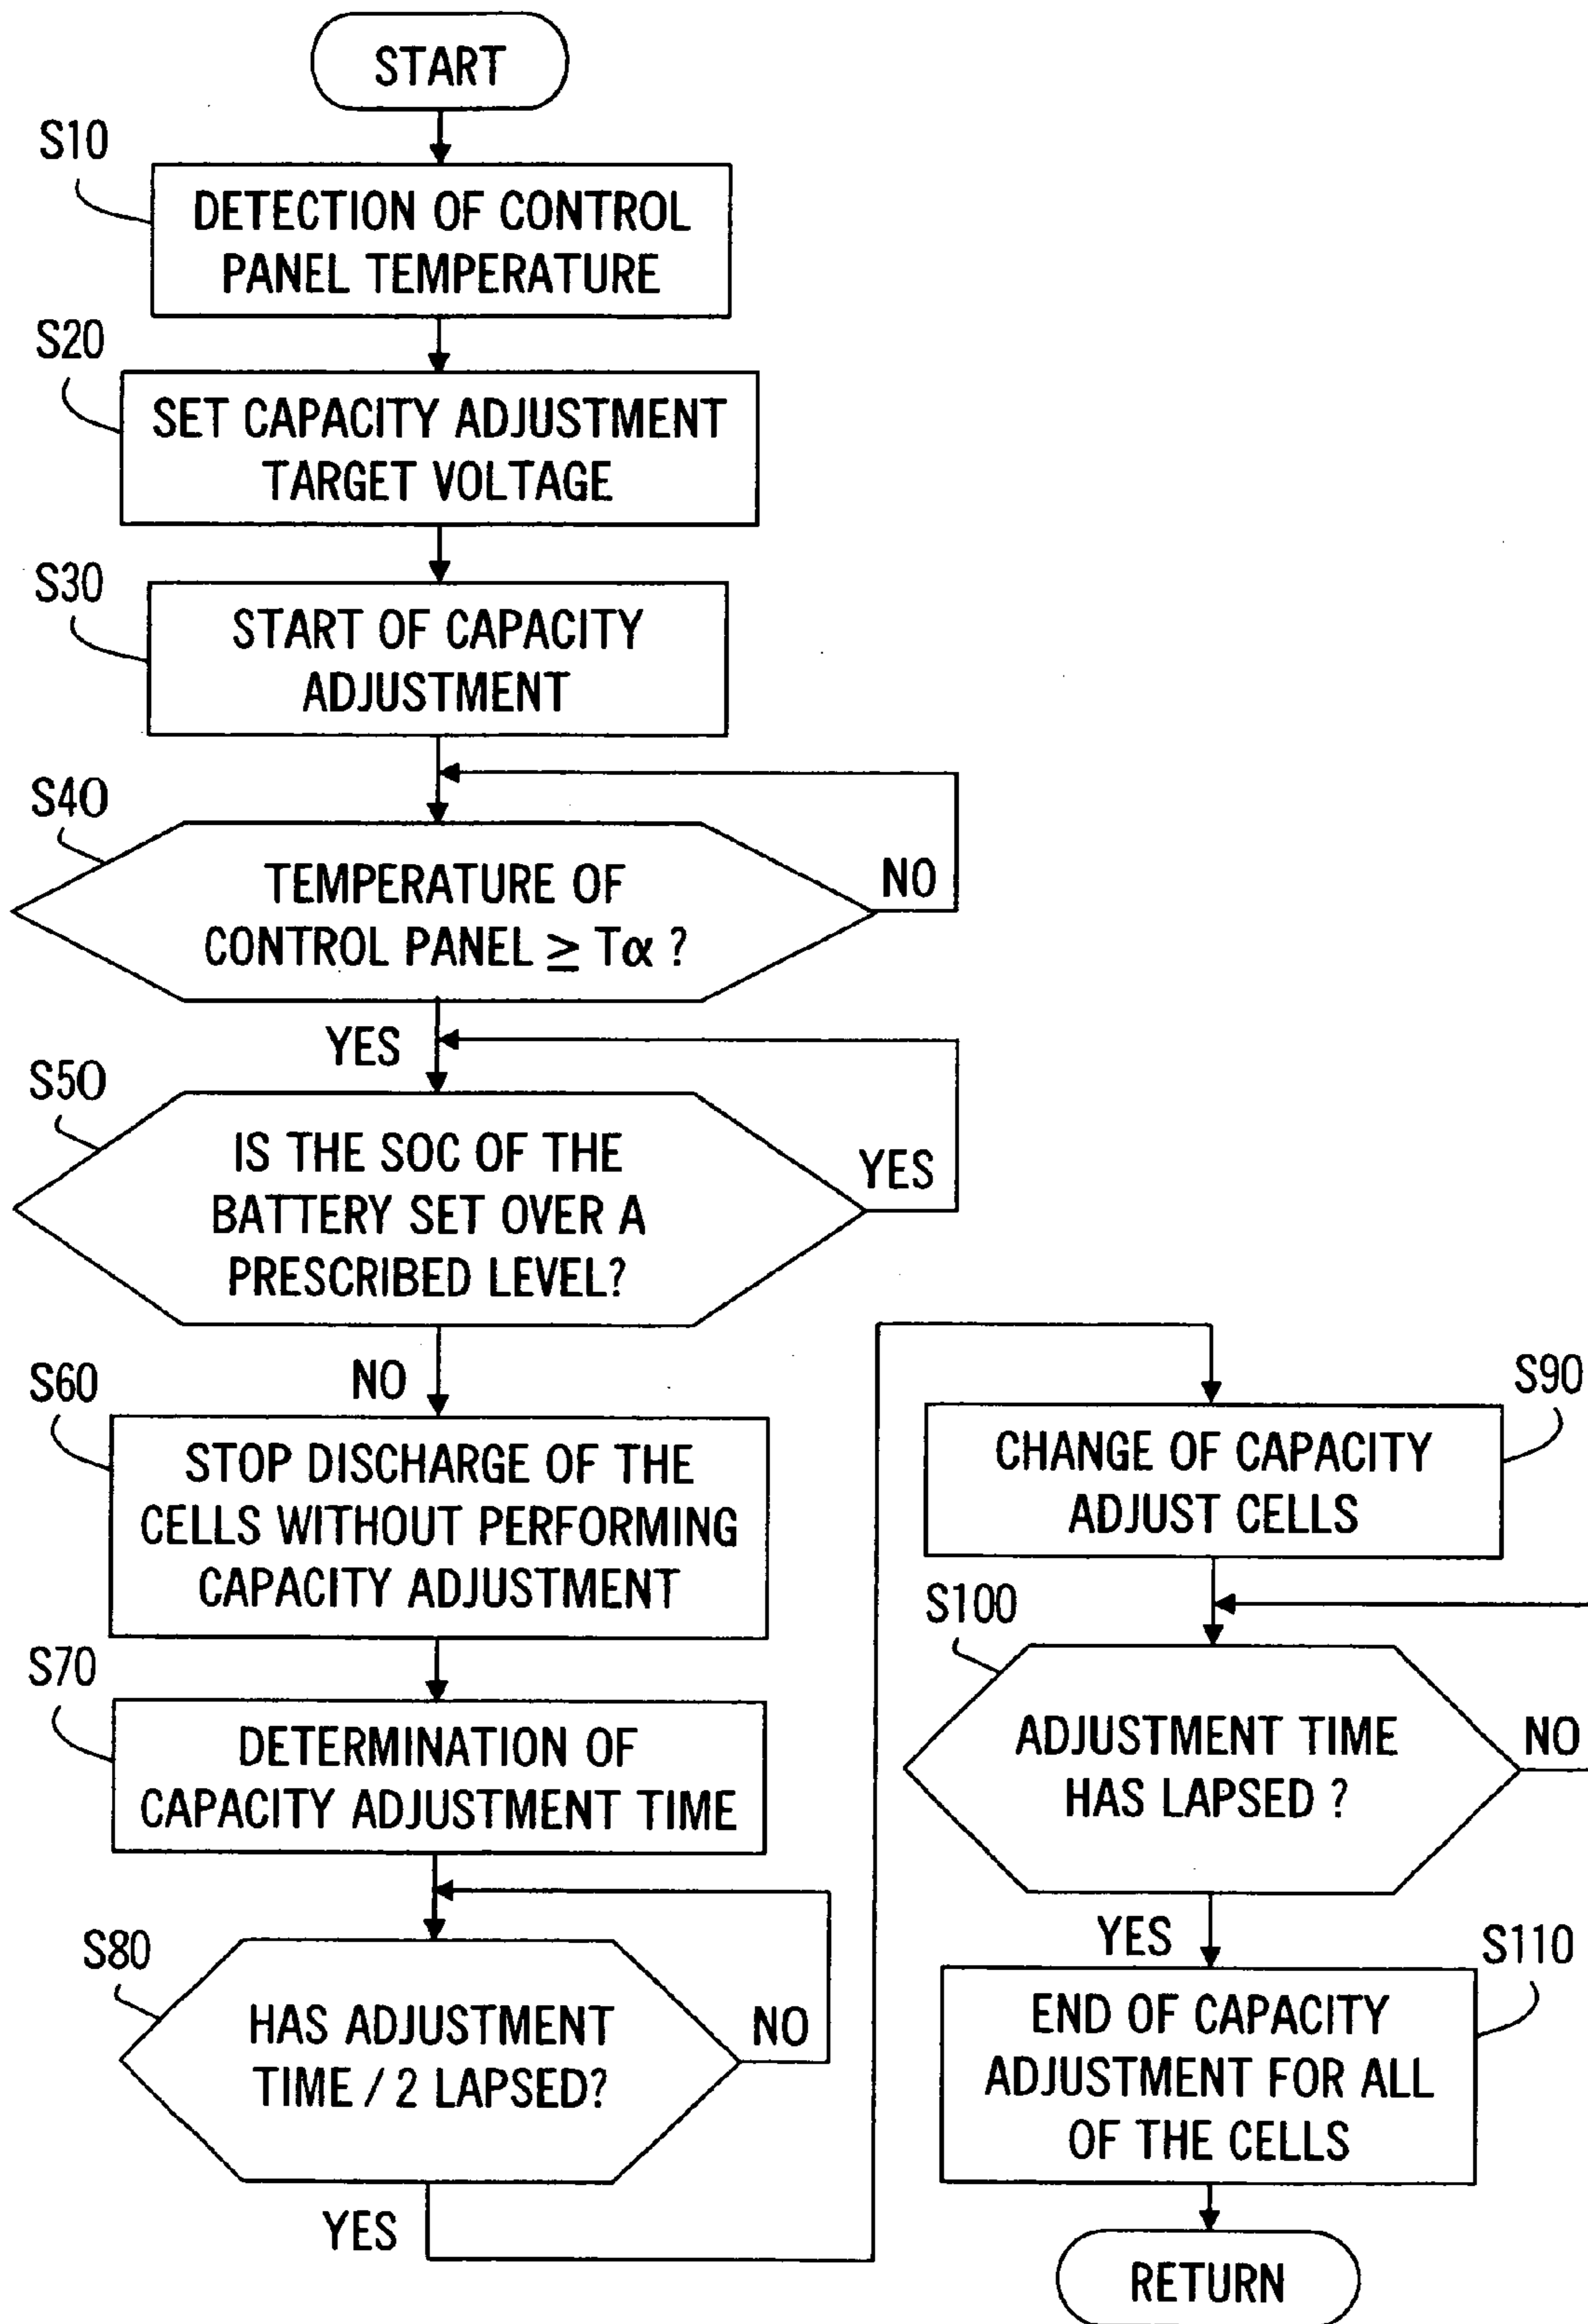 START
S10
DETECTION OF CONTROL
PANEL TEMPERATURE
S20
SET CAPACITY ADJUSTMENT
TARGET VOLTAGE
S30
START OF CAPACITY
ADJUSTMENT
S40
TEMPERATURE OF
CONTROL PANEL ≥ Tα ?
NO
YES
S50
IS THE SOC OF THE
BATTERY SET OVER A
PRESCRIBED LEVEL?
YES
NO
S60
STOP DISCHARGE OF THE
CELLS WITHOUT PERFORMING
CAPACITY ADJUSTMENT
S70
DETERMINATION OF
CAPACITY ADJUSTMENT TIME
S80
HAS ADJUSTMENT
TIME / 2 LAPSED?
NO
YES
S90
CHANGE OF CAPACITY
ADJUST CELLS
S100
ADJUSTMENT TIME
HAS LAPSED ?
NO
YES
S110
END OF CAPACITY
ADJUSTMENT FOR ALL
OF THE CELLS
RETURN